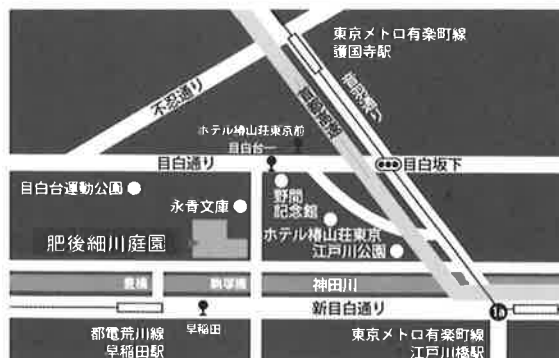 東京メトロ有楽町線
護国寺駅
音羽通り
不忍通り
首都高速
ホテル椿山荘東京前
目白台一
目白通り
目白坂下
目白台運動公園
永青文庫
野間
記念館
ホテル椿山荘東京
江戸川公園
肥後細川庭園
豊橋
駒塚橋
神田川
新目白通り
早稲田
都電荒川線
早稲田駅
東京メトロ有楽町線
江戸川橋駅